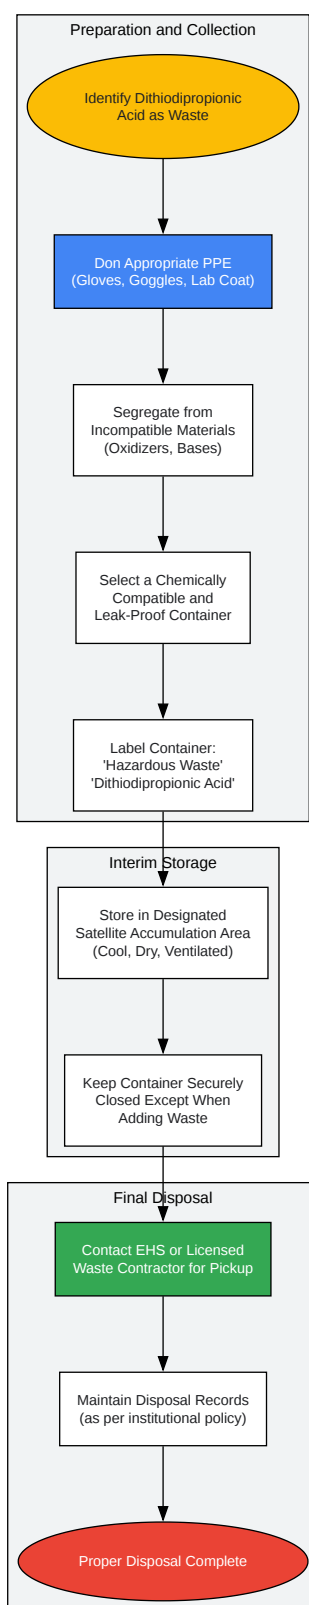 Preparation and Collection
Identify Dithiodipropionic
Acid as Waste
Don Appropriate PPE
(Gloves, Goggles, Lab Coat)
Segregate from
Incompatible Materials
(Oxidizers, Bases)
Select a Chemically
Compatible and
Leak-Proof Container
Label Container:
'Hazardous Waste'
'Dithiodipropionic Acid'
Interim Storage
Store in Designated
Satellite Accumulation Area
(Cool, Dry, Ventilated)
Keep Container Securely
Closed Except When
Adding Waste
Final Disposal
Contact EHS or Licensed
Waste Contractor for Pickup
Maintain Disposal Records
(as per institutional policy)
Proper Disposal Complete